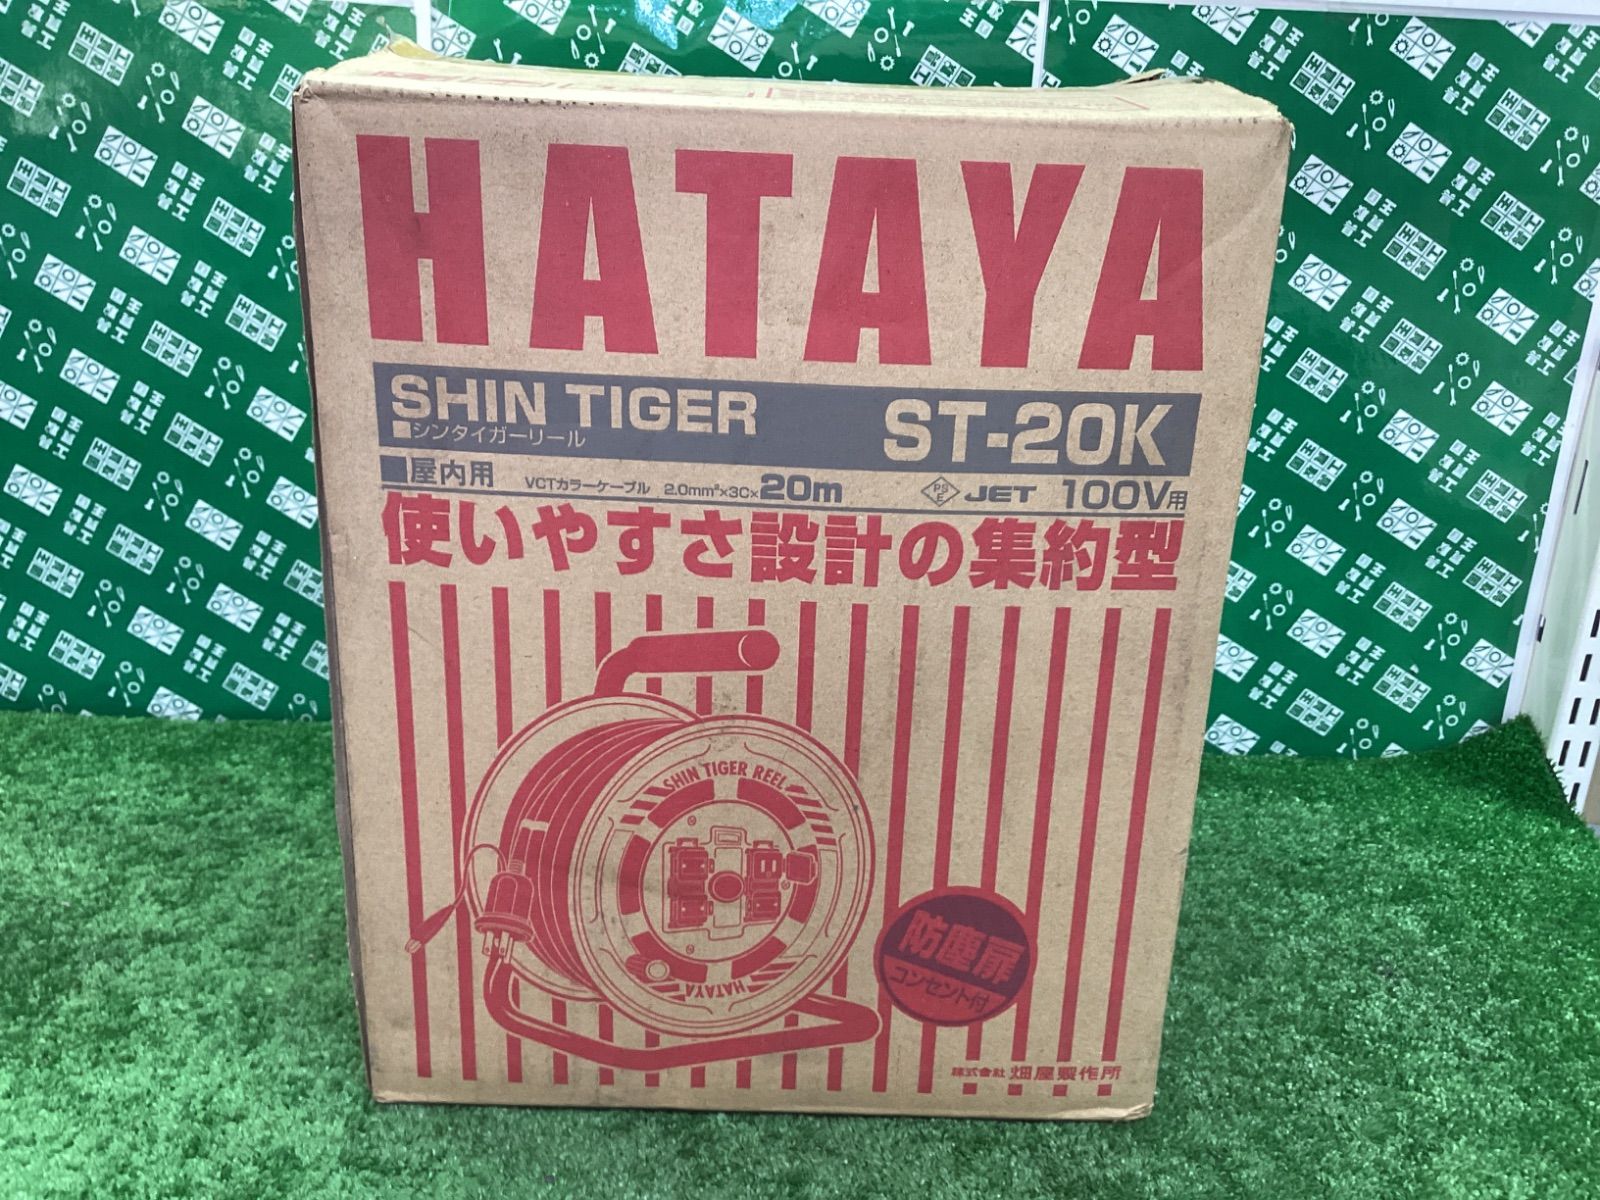 HATAYA
SHIN TIGER ST-20K
■シンタイガーリール
■屋内用 VCTカラーケーブル 2.0mm²×3C×20m PSE JET 100V用
使いやすさ設計の集約型
SHIN TIGER REEL
HATAYA
防塵扉
コンセント付
株式会社 畑屋製作所